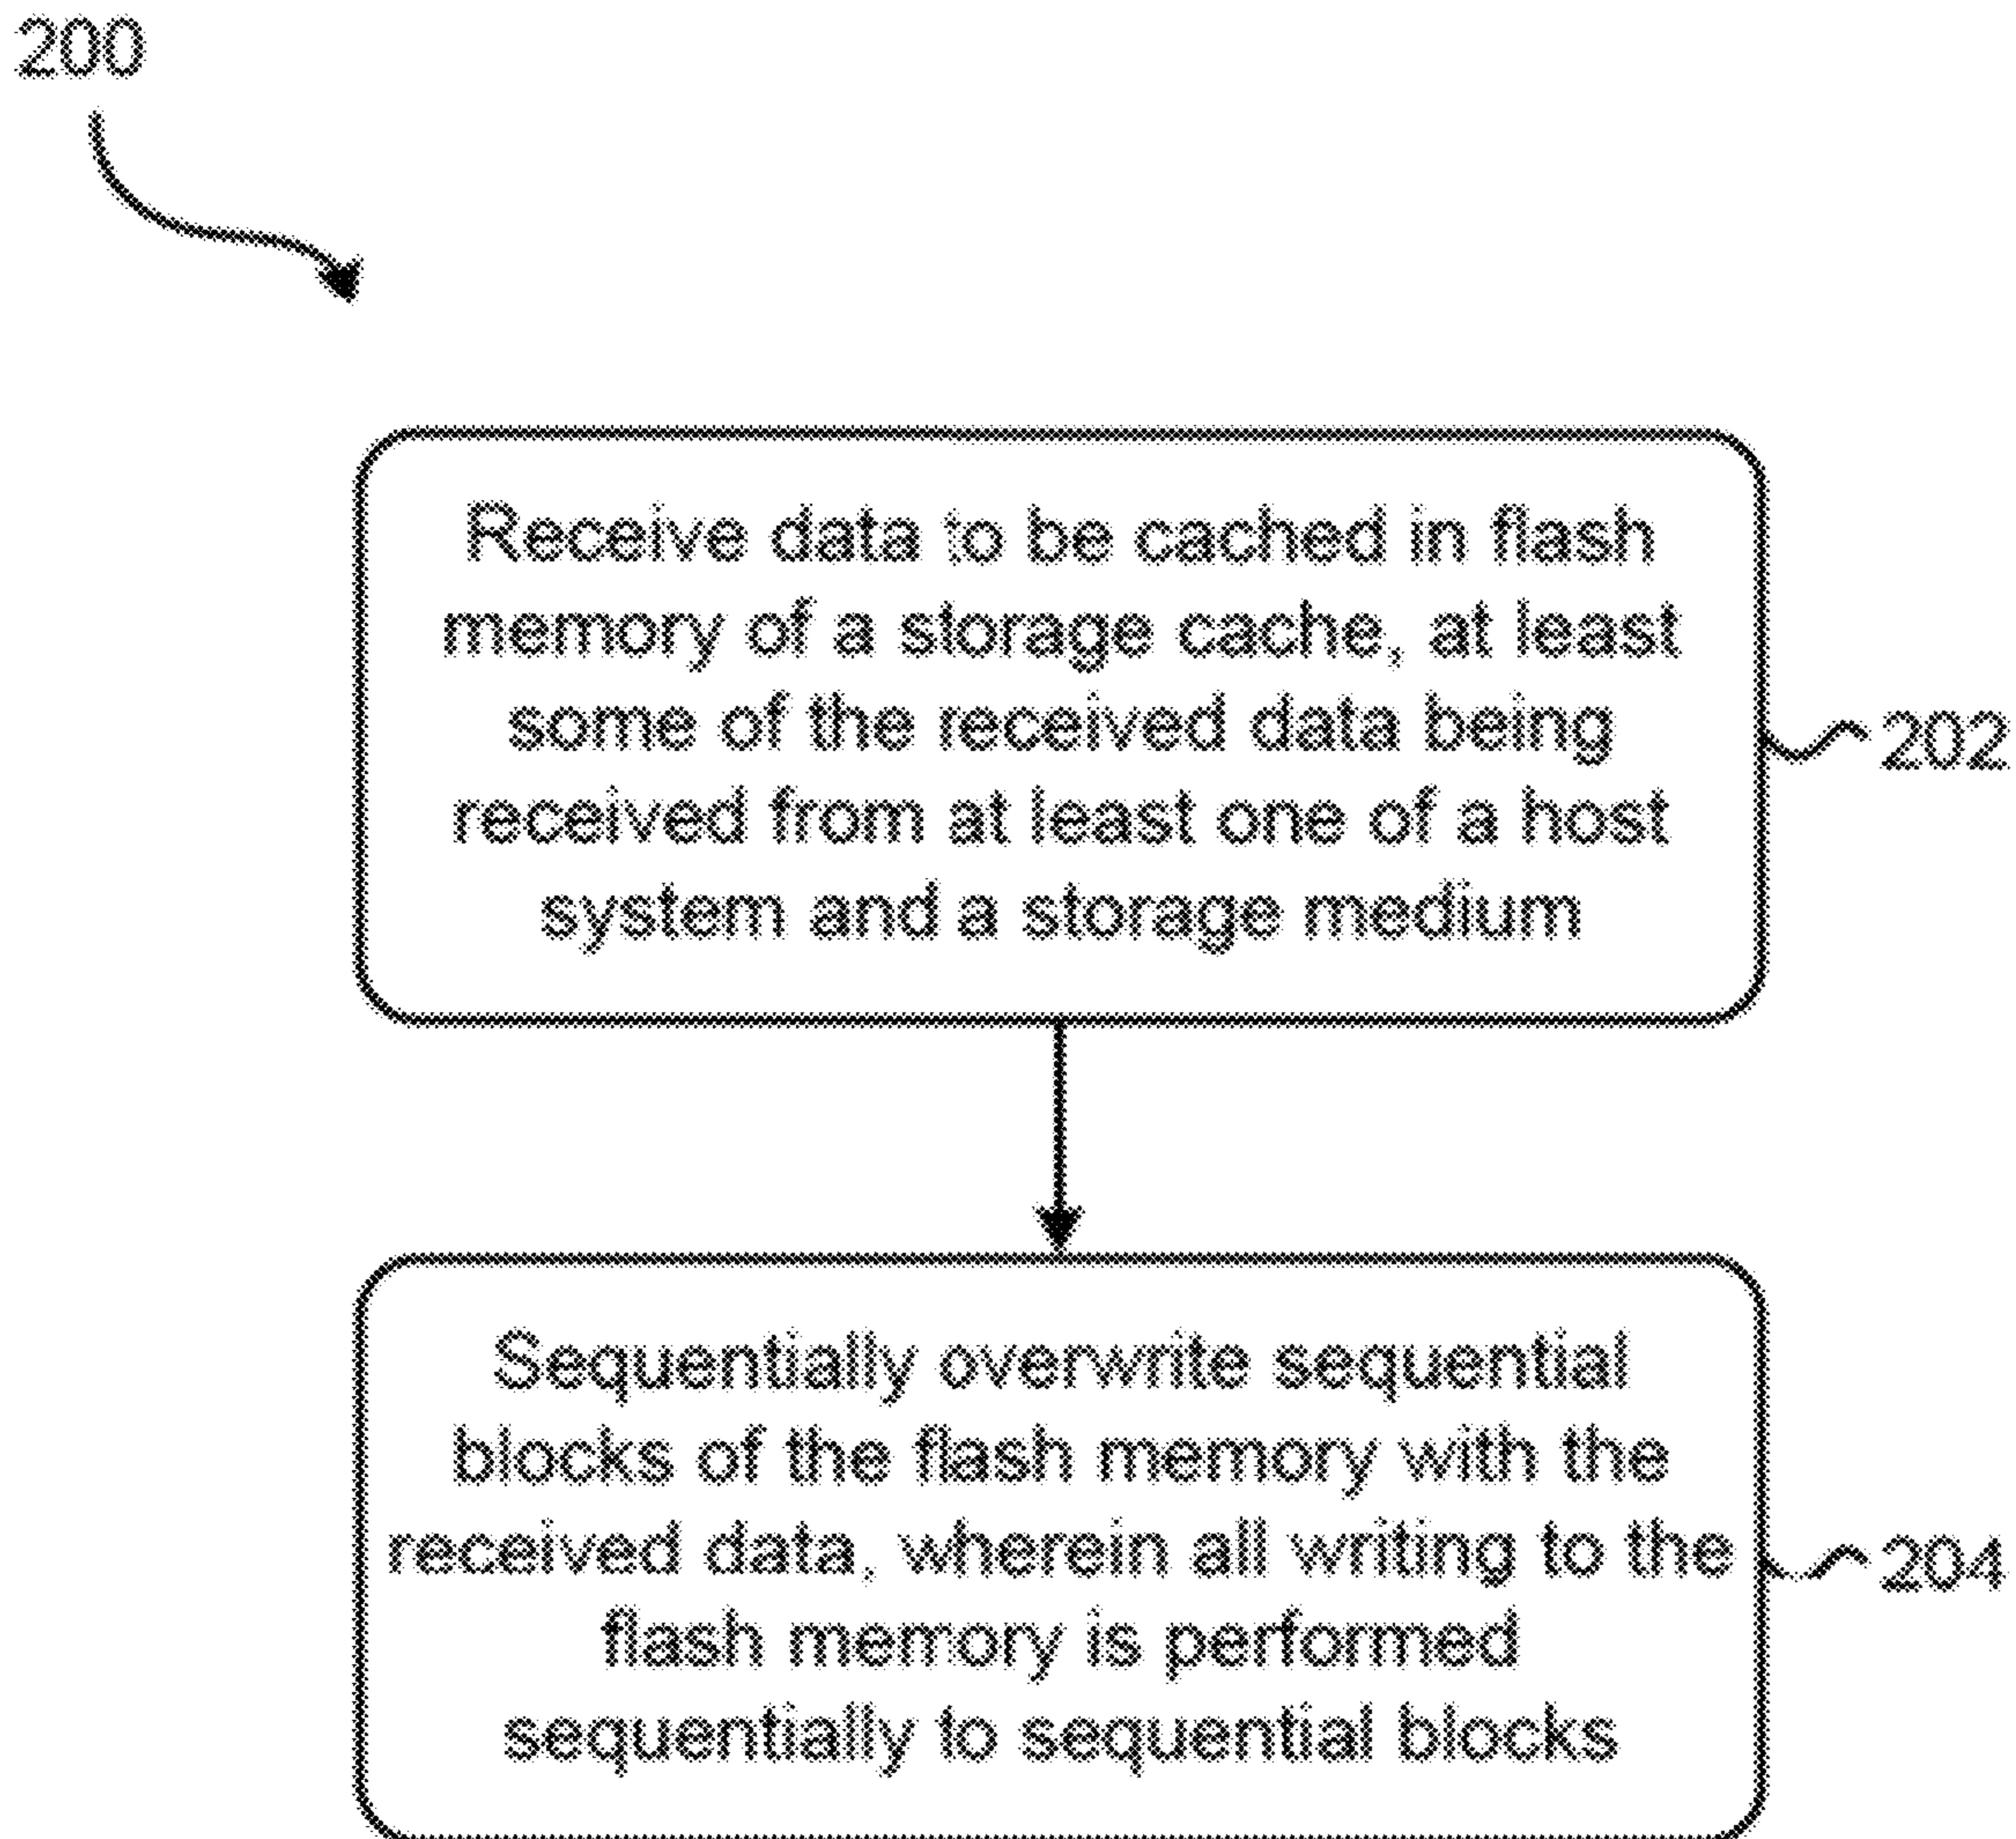 200
Receive data to be cached in flash
memory of a storage cache, at least
some of the received data being
received from at least one of a host
system and a storage medium
202
Sequentially overwrite sequential
blocks of the flash memory with the
received data, wherein all writing to the
flash memory is performed
sequentially to sequential blocks
204